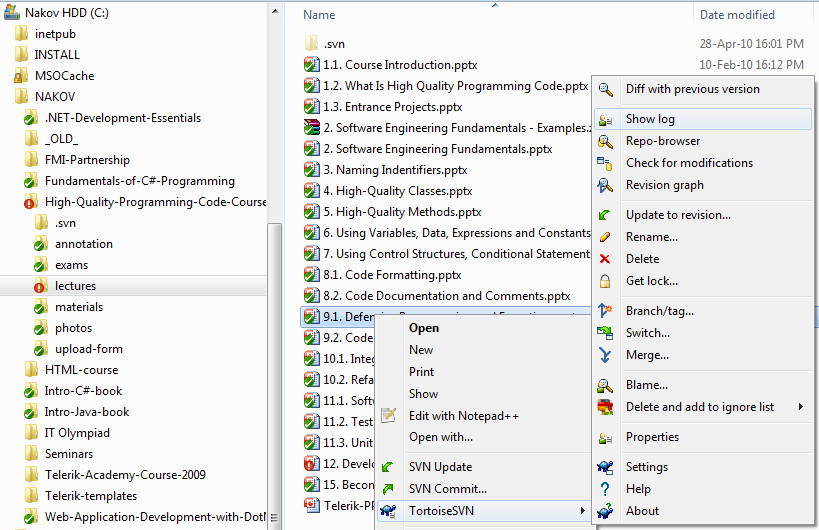 Nakov HDD (C:)
inetpub
INSTALL
MSOCache
NAKOV
.NET-Development-Essentials
_OLD_
FMI-Partnership
Fundamentals-of-C#-Programming
High-Quality-Programming-Code-Course
.svn
annotation
exams
lectures
materials
photos
upload-form
HTML-course
Intro-C#-book
Intro-Java-book
IT Olympiad
Seminars
Telerik-Academy-Course-2009
Telerik-templates
Web-Application-Development-with-DotN
Name
Date modified
.svn
28-Apr-10 16:01 PM
1.1. Course Introduction.pptx
10-Feb-10 16:12 PM
1.2. What Is High Quality Programming Code.pptx
1.3. Entrance Projects.pptx
2. Software Engineering Fundamentals - Examples.z
2. Software Engineering Fundamentals.pptx
3. Naming Indentifiers.pptx
4. High-Quality Classes.pptx
5. High-Quality Methods.pptx
6. Using Variables, Data, Expressions and Constants
7. Using Control Structures, Conditional Statement
8.1. Code Formatting.pptx
8.2. Code Documentation and Comments.pptx
9.1.
9.2. Code
10.1. Integ
10.2. Refa
11.1. Softw
11.2. Test
11.3. Unit
12. Develo
15. Becom
Telerik-PP
Open
New
Print
Show
Edit with Notepad++
Open with...
SVN Update
SVN Commit...
TortoiseSVN
Diff with previous version
Show log
Repo-browser
Check for modifications
Revision graph
Update to revision...
Rename...
Delete
Get lock...
Branch/tag...
Switch...
Merge...
Blame...
Delete and add to ignore list
Properties
Settings
Help
About